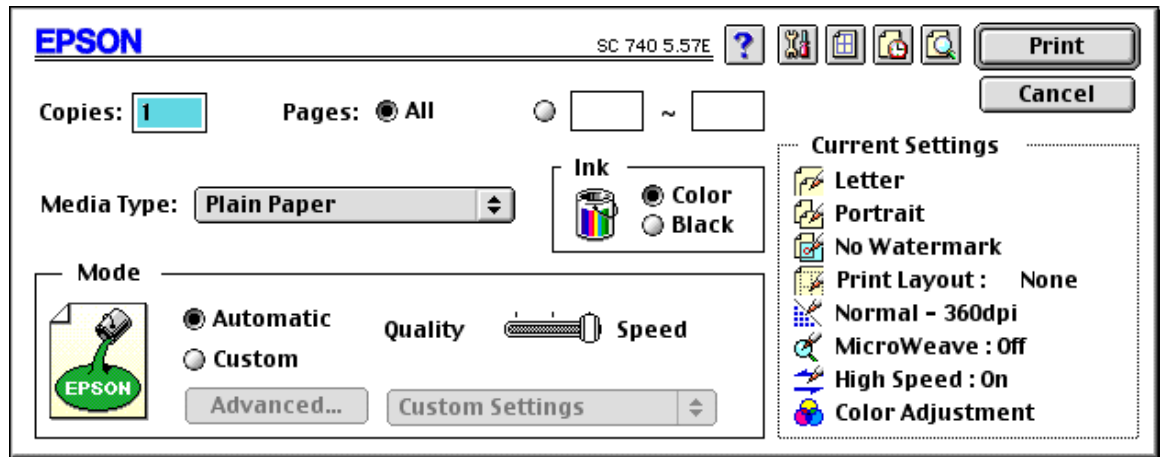 EPSON
SC 740 5.57E
?
Print
Cancel
Copies: 1
Pages: All
~
Media Type: Plain Paper
Ink
Color
Black
Mode
EPSON
Automatic
Custom
Quality
Speed
Advanced...
Custom Settings
Current Settings
Letter
Portrait
No Watermark
Print Layout : None
Normal - 360dpi
MicroWeave : Off
High Speed : On
Color Adjustment